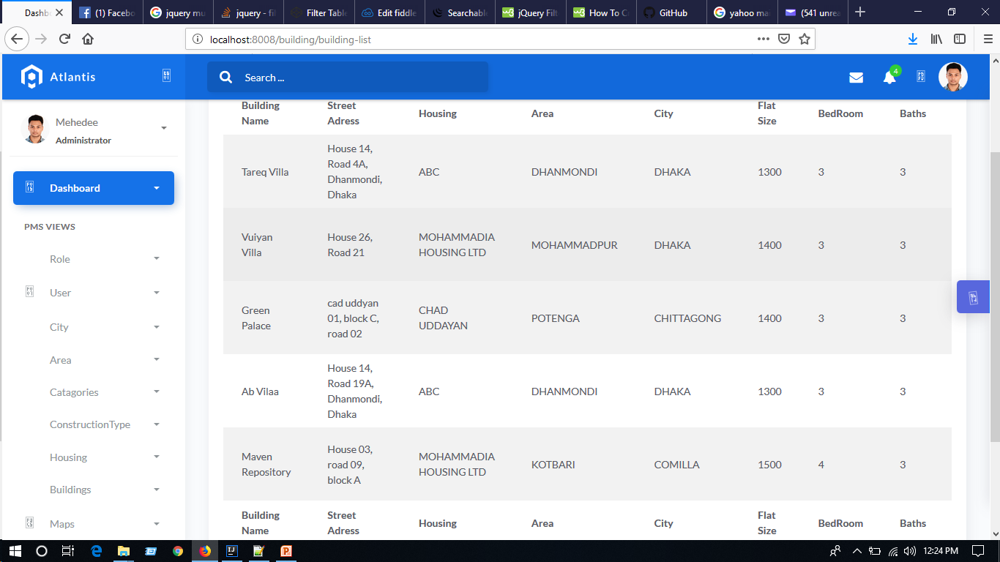 Dashbo
(1) Facebo
jquery mu
jquery - fil
Filter Table
Edit fiddle
Searchable
jQuery Filt
How To Cr
GitHub
yahoo mai
(541 unrea
localhost:8008/building/building-list
Atlantis
Search ...
4
Mehedee
Administrator
Dashboard
PMS VIEWS
Role
User
City
Area
Catagories
ConstructionType
Housing
Buildings
Maps
Building Name
Street Adress
Housing
Area
City
Flat Size
BedRoom
Baths
Tareq Villa
House 14,
Road 4A,
Dhanmondi,
Dhaka
ABC
DHANMONDI
DHAKA
1300
3
3
Vuiyan
Villa
House 26,
Road 21
MOHAMMADIA
HOUSING LTD
MOHAMMADPUR
DHAKA
1400
3
3
Green
Palace
cad uddyan
01, block C,
road 02
CHAD
UDDAYAN
POTENGA
CHITTAGONG
1400
3
3
Ab Vilaa
House 14,
Road 19A,
Dhanmondi,
Dhaka
ABC
DHANMONDI
DHAKA
1300
3
3
Maven
Repository
House 03,
road 09,
block A
MOHAMMADIA
HOUSING LTD
KOTBARI
COMILLA
1500
4
3
Building Name
Street Adress
Housing
Area
City
Flat Size
BedRoom
Baths
12:24 PM